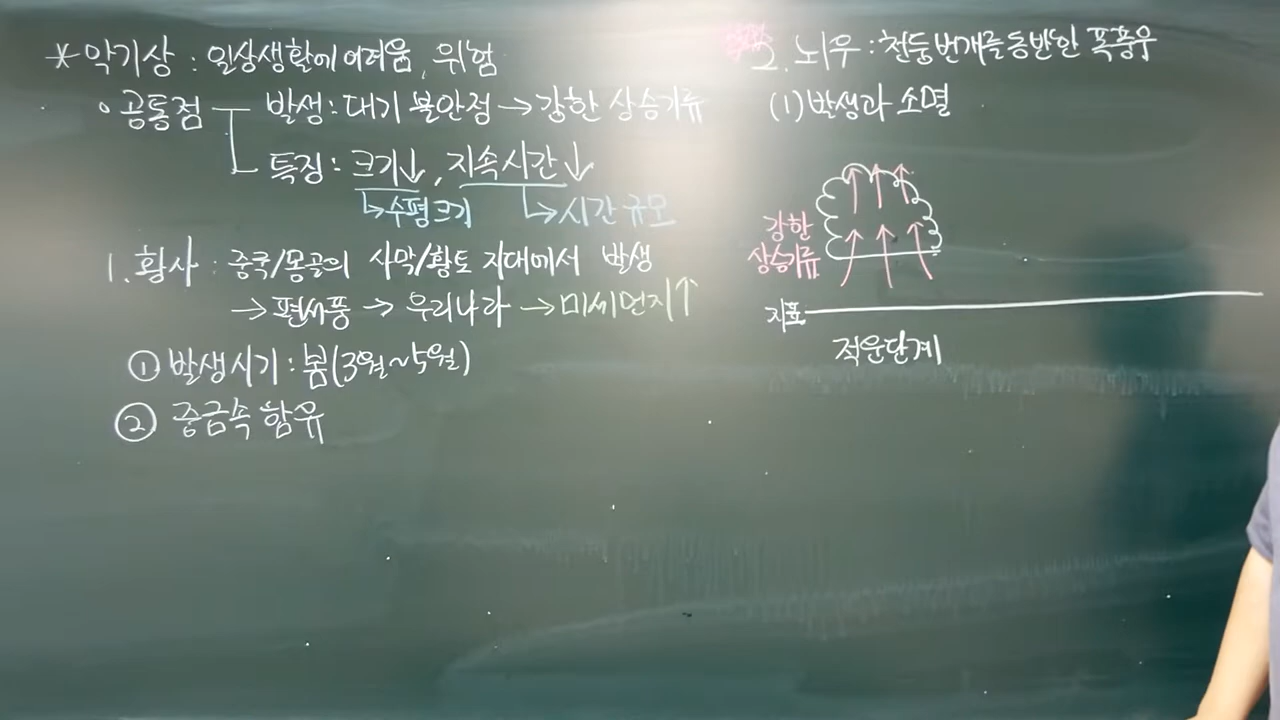 * 악기상 : 일상생활에 어려움, 위험
° 공통점 발생 : 대기 불안정 → 강한 상승기류
특징 : 크기↓, 지속시간↓
↳수평크기 ↳시간 규모
1. 황사 : 중국/몽골의 사막/황토 지대에서 발생
→ 편서풍 → 우리나라 → 미세먼지↑
① 발생시기 : 봄(3월~5월)
② 중금속 함유
2. 뇌우 : 천둥번개를 동반한 폭풍우
(1) 발생과 소멸
강한
상승기류
지표
적운단계